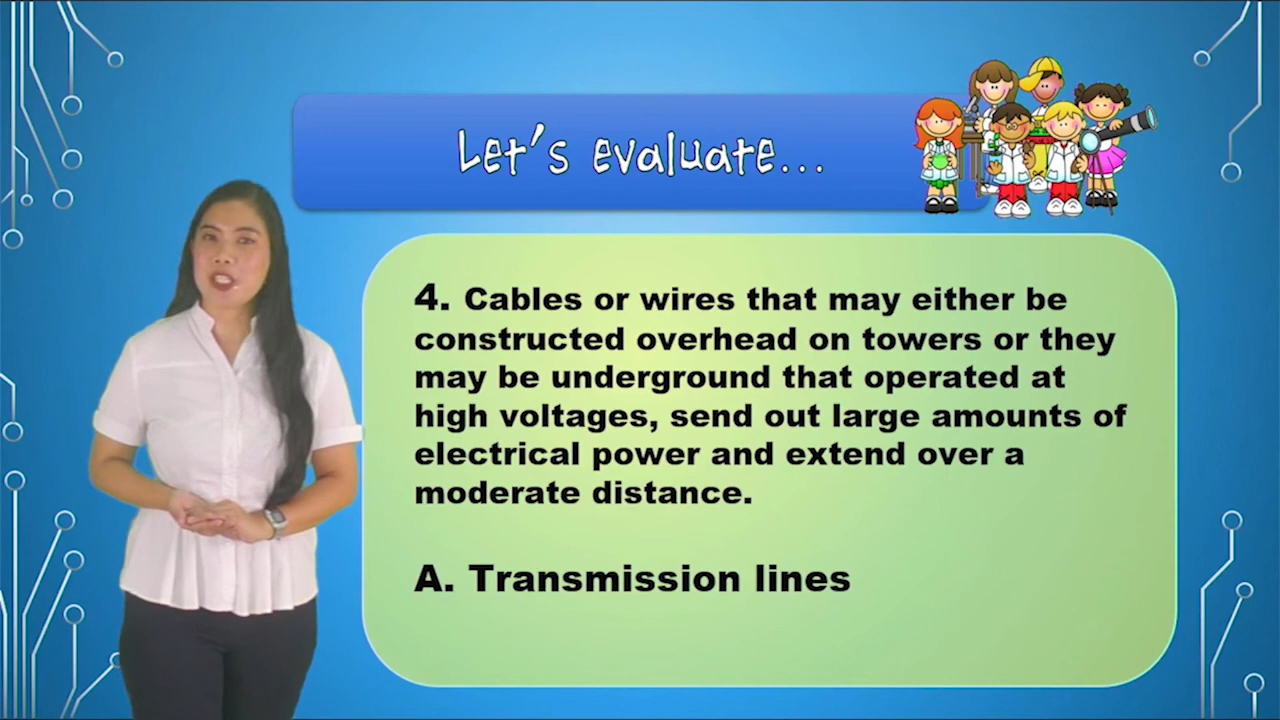 Let's evaluate...
4. Cables or wires that may either be
constructed overhead on towers or they
may be underground that operated at
high voltages, send out large amounts of
electrical power and extend over a
moderate distance.
A. Transmission lines